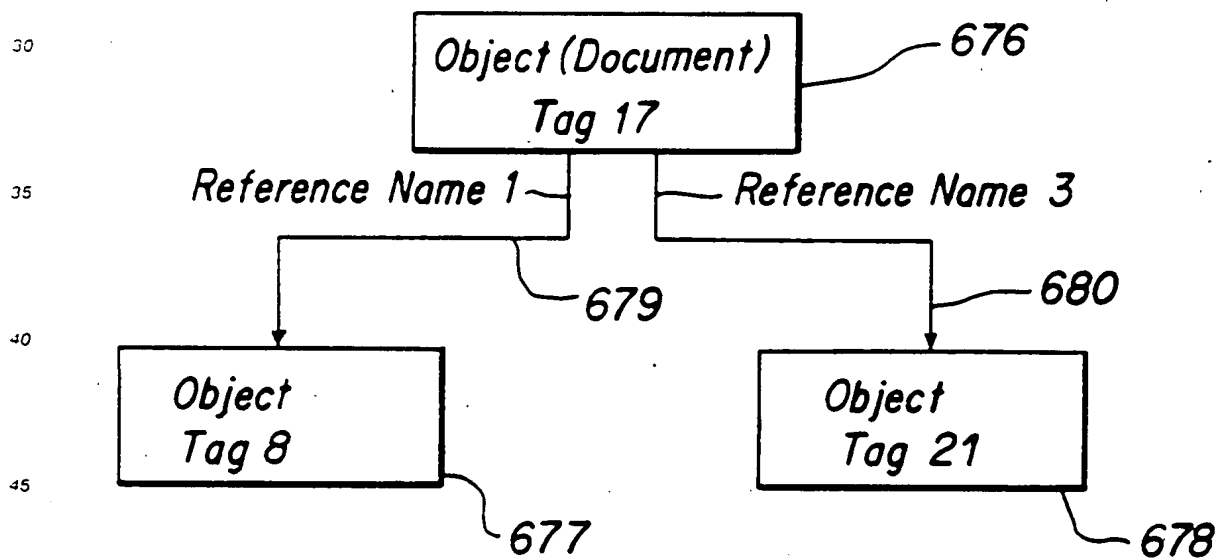 30
Object (Document)
Tag 17
676
35
Reference Name 1
Reference Name 3
679
680
40
Object
Tag 8
Object
Tag 21
45
677
678